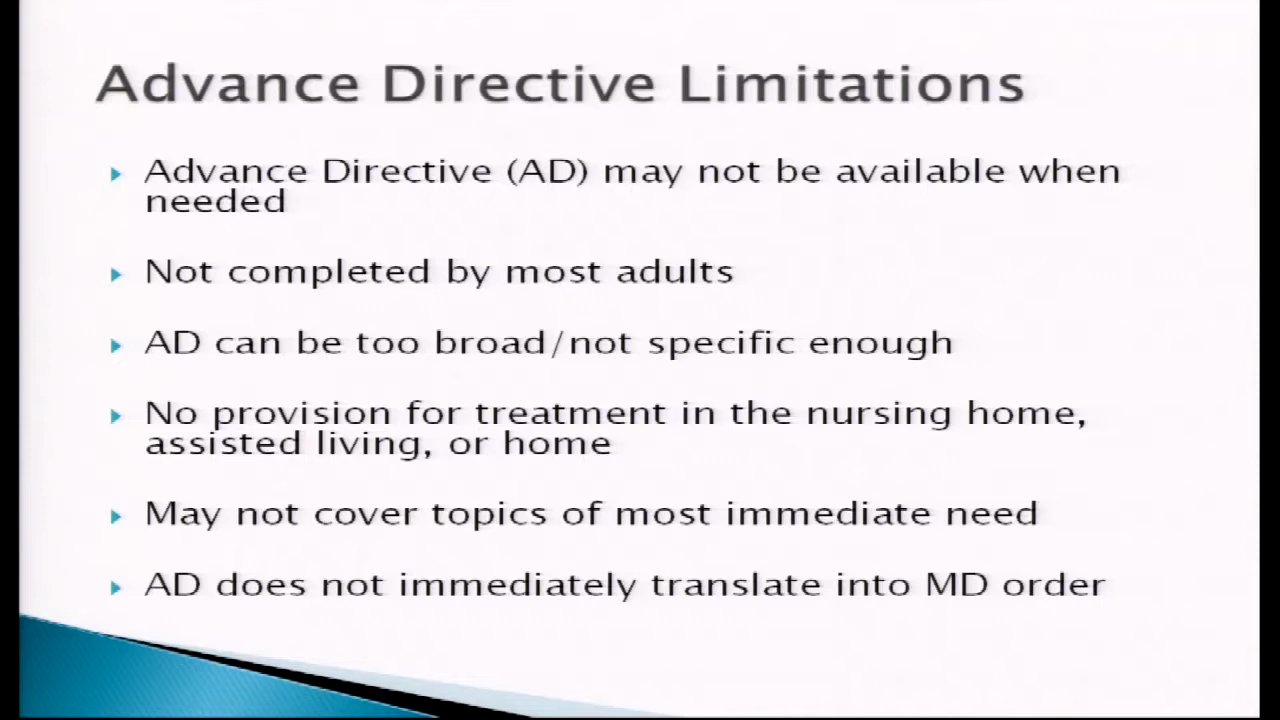 Advance Directive Limitations
Advance Directive (AD) may not be available when
needed
Not completed by most adults
AD can be too broad/not specific enough
No provision for treatment in the nursing home,
assisted living, or home
May not cover topics of most immediate need
AD does not immediately translate into MD order